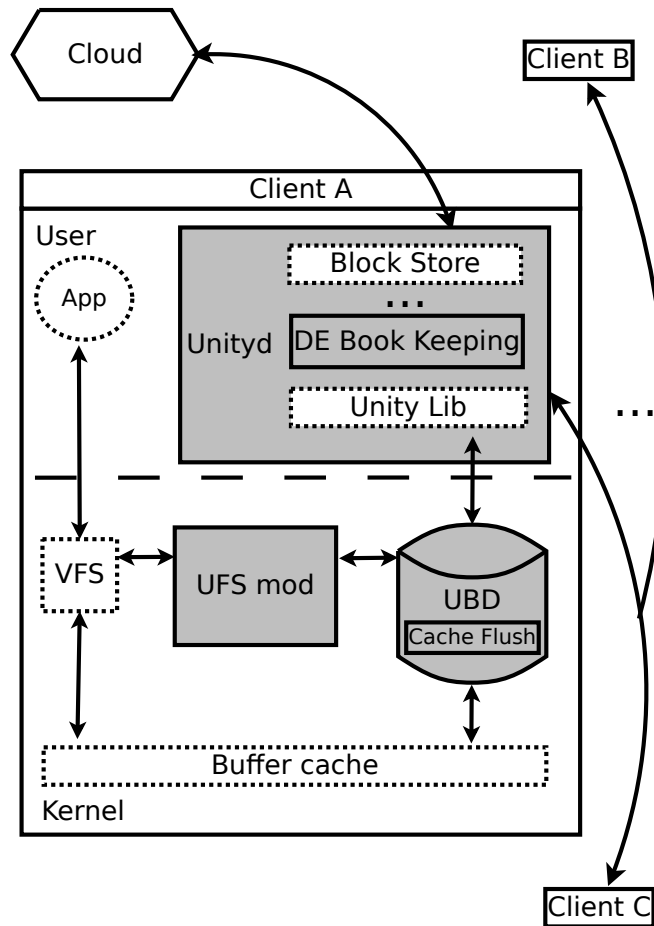 Cloud
Client B
Client A
User
App
Block Store
...
Unityd
DE Book Keeping
Unity Lib
...
VFS
UFS mod
UBD
Cache Flush
Buffer cache
Kernel
Client C